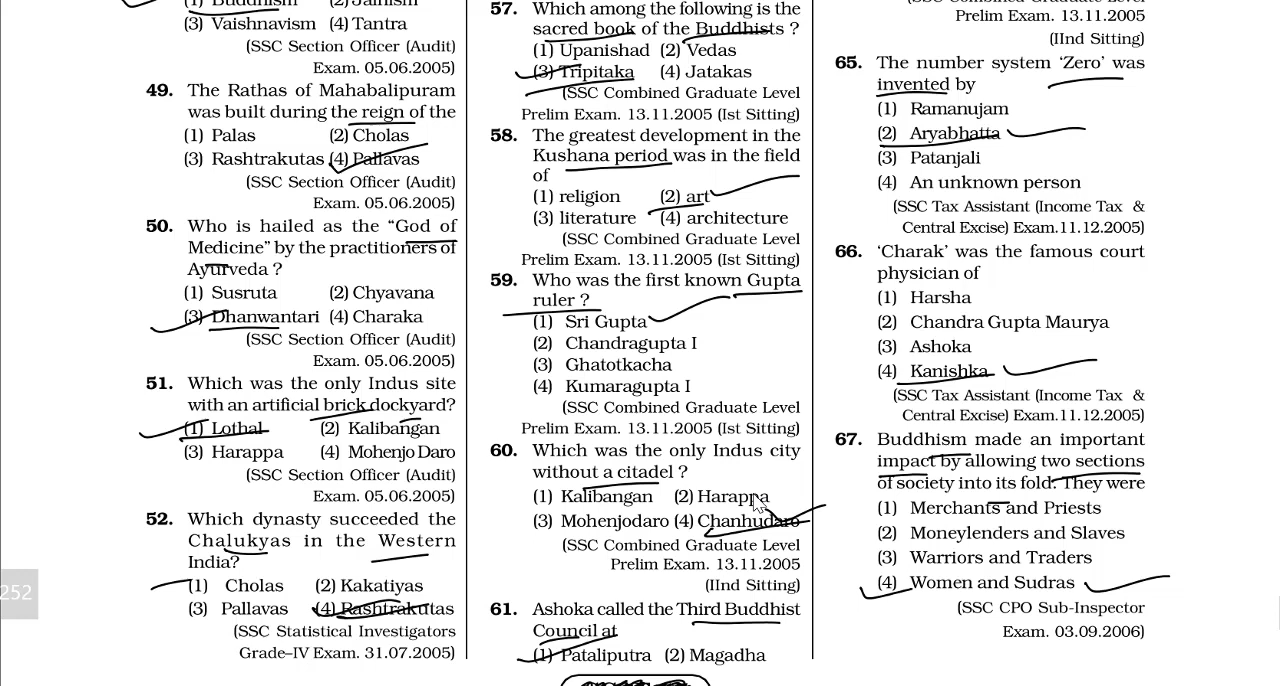 (1) Buddhism (2) Jainism
(3) Vaishnavism (4) Tantra
(SSC Section Officer (Audit)
Exam. 05.06.2005)
49. The Rathas of Mahabalipuram
was built during the reign of the
(1) Palas (2) Cholas
(3) Rashtrakutas (4) Pallavas
(SSC Section Officer (Audit)
Exam. 05.06.2005)
50. Who is hailed as the “God of
Medicine” by the practitioners of
Ayurveda ?
(1) Susruta (2) Chyavana
(3) Dhanwantari (4) Charaka
(SSC Section Officer (Audit)
Exam. 05.06.2005)
51. Which was the only Indus site
with an artificial brick dockyard?
(1) Lothal (2) Kalibangan
(3) Harappa (4) Mohenjo Daro
(SSC Section Officer (Audit)
Exam. 05.06.2005)
52. Which dynasty succeeded the
Chalukyas in the Western
India?
(1) Cholas (2) Kakatiyas
(3) Pallavas (4) Rashtrakutas
(SSC Statistical Investigators
Grade–IV Exam. 31.07.2005)
252
57. Which among the following is the
sacred book of the Buddhists ?
(1) Upanishad (2) Vedas
(3) Tripitaka (4) Jatakas
(SSC Combined Graduate Level
Prelim Exam. 13.11.2005 (Ist Sitting)
58. The greatest development in the
Kushana period was in the field
of
(1) religion (2) art
(3) literature (4) architecture
(SSC Combined Graduate Level
Prelim Exam. 13.11.2005 (Ist Sitting)
59. Who was the first known Gupta
ruler ?
(1) Sri Gupta
(2) Chandragupta I
(3) Ghatotkacha
(4) Kumaragupta I
(SSC Combined Graduate Level
Prelim Exam. 13.11.2005 (Ist Sitting)
60. Which was the only Indus city
without a citadel ?
(1) Kalibangan (2) Harappa
(3) Mohenjodaro (4) Chanhudaro
(SSC Combined Graduate Level
Prelim Exam. 13.11.2005
(IInd Sitting)
61. Ashoka called the Third Buddhist
Council at
(1) Pataliputra (2) Magadha
(SSC Combined Graduate Level
Prelim Exam. 13.11.2005
(IInd Sitting)
65. The number system ‘Zero’ was
invented by
(1) Ramanujam
(2) Aryabhatta
(3) Patanjali
(4) An unknown person
(SSC Tax Assistant (Income Tax &
Central Excise) Exam.11.12.2005)
66. ‘Charak’ was the famous court
physician of
(1) Harsha
(2) Chandra Gupta Maurya
(3) Ashoka
(4) Kanishka
(SSC Tax Assistant (Income Tax &
Central Excise) Exam.11.12.2005)
67. Buddhism made an important
impact by allowing two sections
of society into its fold. They were
(1) Merchants and Priests
(2) Moneylenders and Slaves
(3) Warriors and Traders
(4) Women and Sudras
(SSC CPO Sub-Inspector
Exam. 03.09.2006)